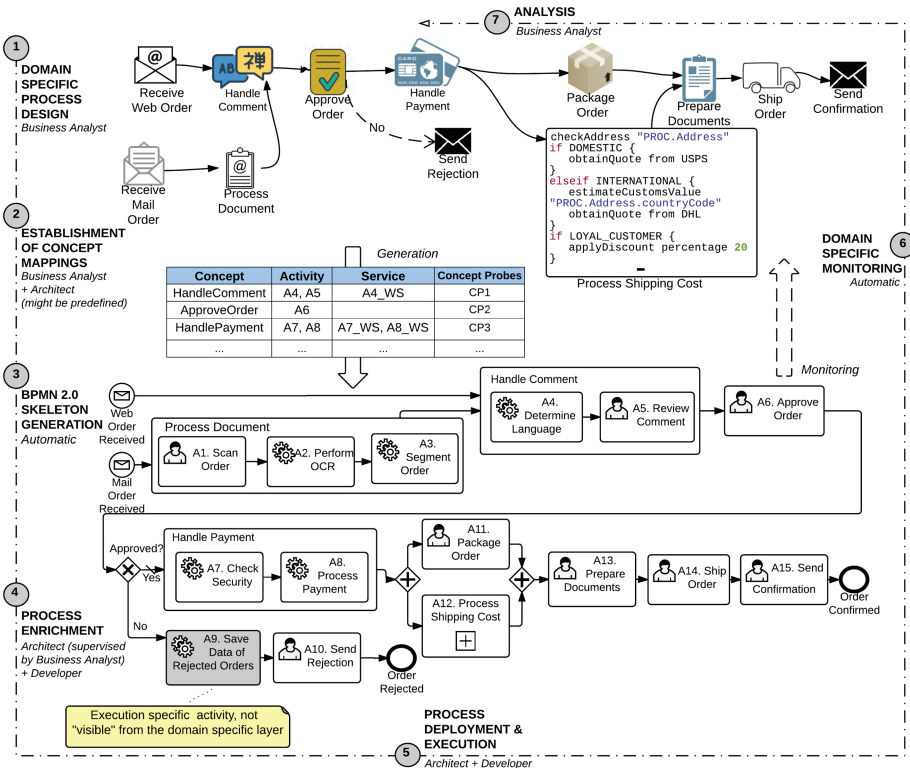 7
ANALYSIS
Business Analyst
1
DOMAIN
SPECIFIC
PROCESS
DESIGN
Business Analyst
@
Receive
Web Order
AB 禅
Handle
Comment
Approve
Order
No
CARD
Handle
Payment
Send
Rejection
Package
Order
Prepare
Documents
Ship
Order
Send
Confirmation
@
Receive
Mail
Order
@
Process
Document
checkAddress "PROC.Address"
if DOMESTIC {
obtainQuote from USPS
}
elseif INTERNATIONAL {
estimateCustomsValue
"PROC.Address.countryCode"
obtainQuote from DHL
}
if LOYAL_CUSTOMER {
applyDiscount percentage 20
}
Process Shipping Cost
2
ESTABLISHMENT
OF CONCEPT
MAPPINGS
Business Analyst
+ Architect
(might be predefined)
Generation
Concept Activity Service Concept Probes
HandleComment A4, A5 A4_WS CP1
ApproveOrder A6 CP2
HandlePayment A7, A8 A7_WS, A8_WS CP3
... ... ...
6
DOMAIN
SPECIFIC
MONITORING
Automatic
Monitoring
3
BPMN 2.0
SKELETON
GENERATION
Automatic
Web
Order
Received
Mail
Order
Received
Process Document
A1. Scan
Order
A2. Perform
OCR
A3.
Segment
Order
Handle Comment
A4.
Determine
Language
A5. Review
Comment
A6. Approve
Order
Approved?
Yes
No
Handle Payment
A7. Check
Security
A8.
Process
Payment
A11.
Package
Order
A12. Process
Shipping Cost
A13.
Prepare
Documents
A14. Ship
Order
A15. Send
Confirmation
Order
Confirmed
4
PROCESS
ENRICHMENT
Architect (supervised
by Business Analyst)
+ Developer
A9. Save
Data of
Rejected Orders
A10. Send
Rejection
Order
Rejected
Execution specific activity, not
"visible" from the domain specific layer
5
PROCESS
DEPLOYMENT &
EXECUTION
Architect + Developer